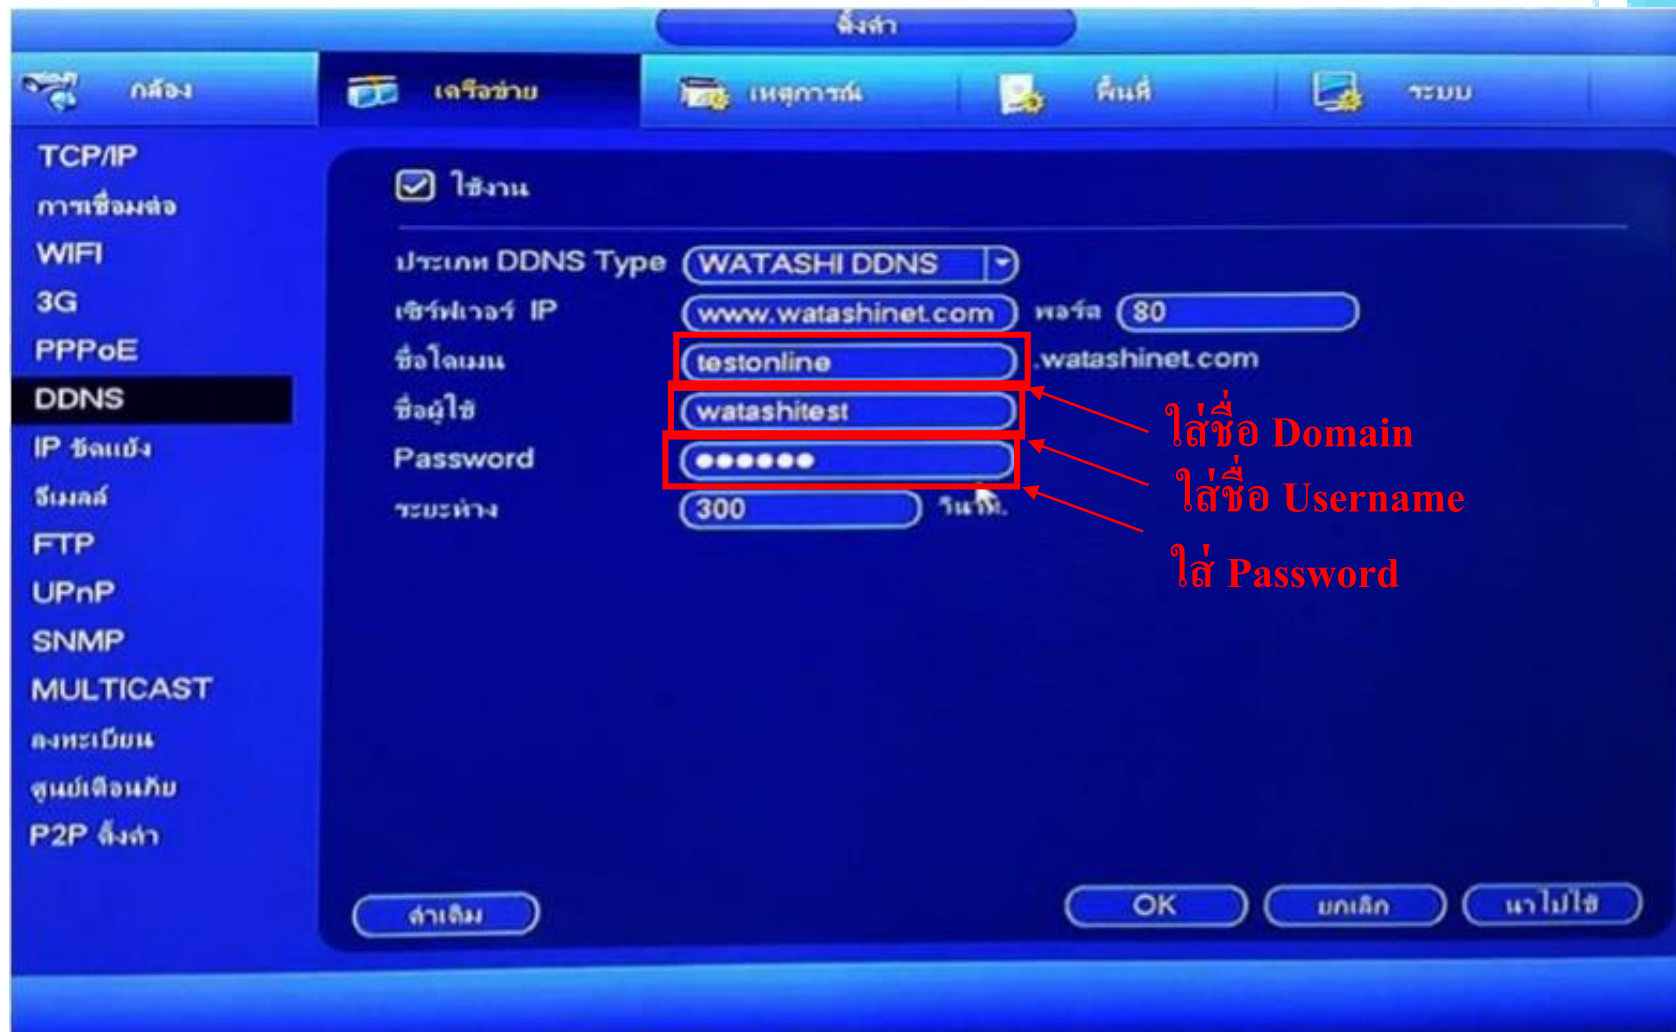 ตั้งค่า
กล้อง
เครือข่าย
เหตุการณ์
พื้นที่
ระบบ
TCP/IP
การเชื่อมต่อ
WIFI
3G
PPPoE
DDNS
IP ขัดแย้ง
อีเมลล์
FTP
UPnP
SNMP
MULTICAST
ลงทะเบียน
ศูนย์เตือนภัย
P2P ตั้งค่า
ใช้งาน
ประเภท DDNS Type WATASHI DDNS
เซิร์ฟเวอร์ IP www.watashinet.com พอร์ต 80
ชื่อโดเมน testonline .watashinet.com
ชื่อผู้ใช้ watashitest
Password ●●●●●●
ระยะห่าง 300 วินาที.
ใส่ชื่อ Domain
ใส่ชื่อ Username
ใส่ Password
ค่าเดิม
OK
ยกเลิก
นำไปใช้